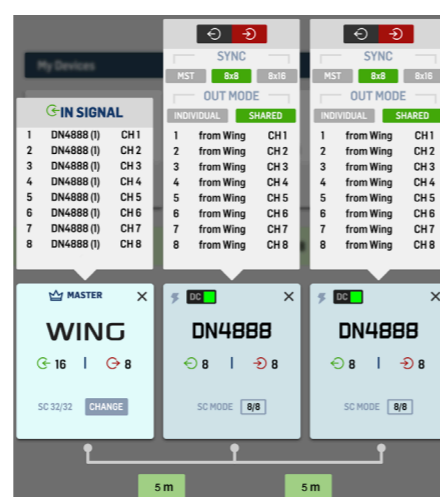 My Devices
IN SIGNAL
1 DN4888 (1) CH 1
2 DN4888 (1) CH 2
3 DN4888 (1) CH 3
4 DN4888 (1) CH 4
5 DN4888 (1) CH 5
6 DN4888 (1) CH 6
7 DN4888 (1) CH 7
8 DN4888 (1) CH 8
SYNC
MST 8x8 8x16
OUT MODE
INDIVIDUAL SHARED
1 from Wing CH 1
2 from Wing CH 2
3 from Wing CH 3
4 from Wing CH 4
5 from Wing CH 5
6 from Wing CH 6
7 from Wing CH 7
8 from Wing CH 8
SYNC
MST 8x8 8x16
OUT MODE
INDIVIDUAL SHARED
1 from Wing CH 1
2 from Wing CH 2
3 from Wing CH 3
4 from Wing CH 4
5 from Wing CH 5
6 from Wing CH 6
7 from Wing CH 7
8 from Wing CH 8
MASTER X
WING
16 | 8
SC 32/32 CHANGE
DC X
DN4888
8 | 8
SC MODE 8/8
DC X
DN4888
8 | 8
SC MODE 8/8
5 m
5 m